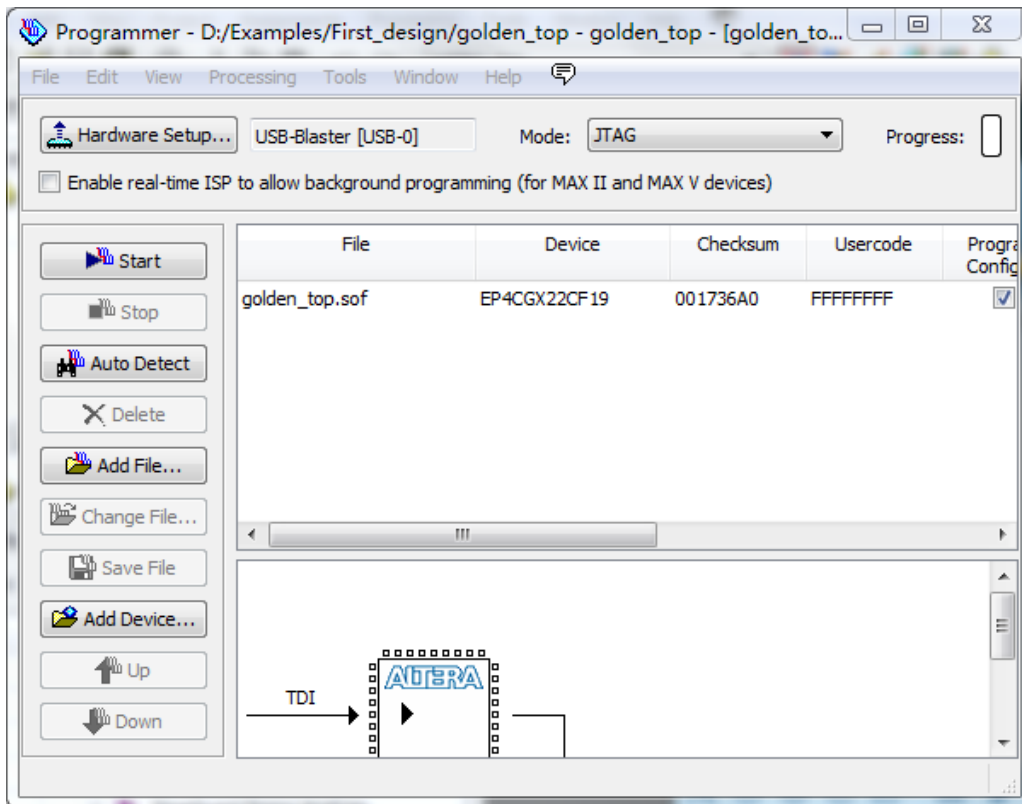 Programmer - D:/Examples/First_design/golden_top - golden_top - [golden_to...
File Edit View Processing Tools Window Help
Hardware Setup... USB-Blaster [USB-0] Mode: JTAG Progress:
Enable real-time ISP to allow background programming (for MAX II and MAX V devices)
Start
Stop
Auto Detect
Delete
Add File...
Change File...
Save File
Add Device...
Up
Down
File Device Checksum Usercode Progra
Config
golden_top.sof EP4CGX22CF19 001736A0 FFFFFFFF
ALTERA
TDI